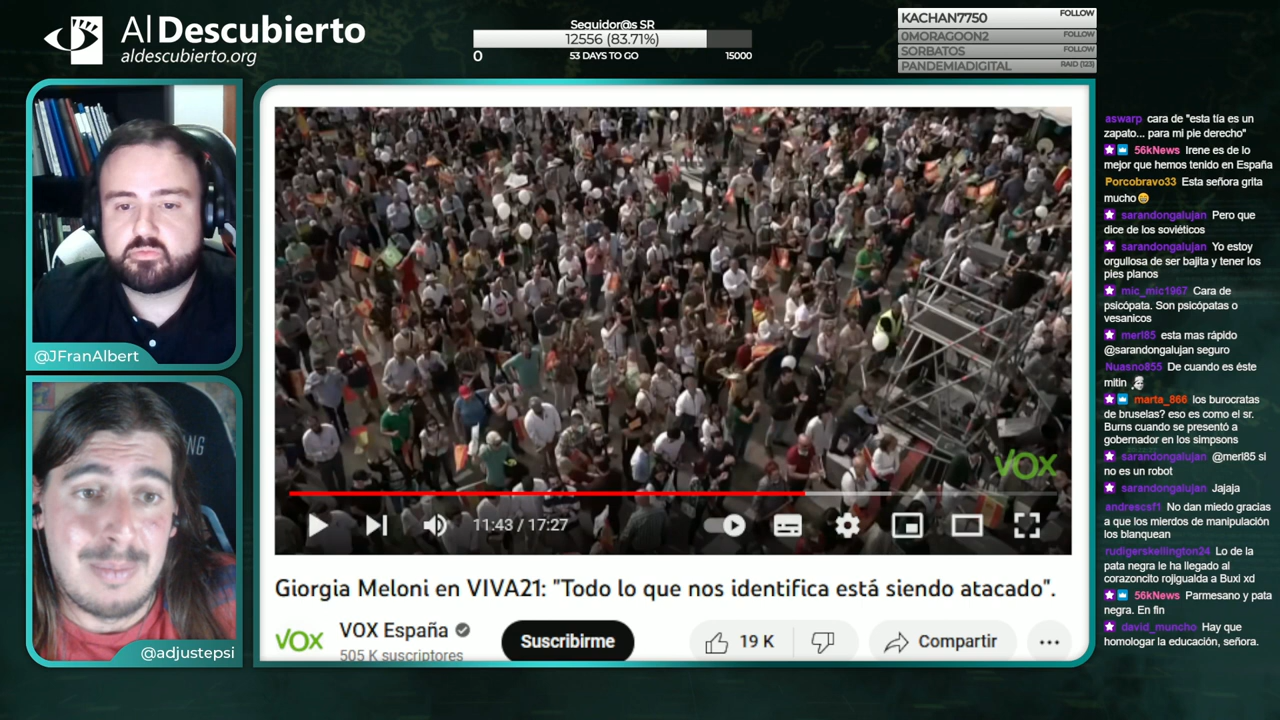 Al Descubierto
aldescubierto.org
Seguidor@s SR
12556 (83.71%)
0
53 DAYS TO GO
15000
KACHAN7750 FOLLOW
0MORAGOON2 FOLLOW
SORBATOS FOLLOW
PANDEMIADIGITAL RAID (123)
@JFranAlbert
@adjustepsi
VOX
11:43 / 17:27
Giorgia Meloni en VIVA21: "Todo lo que nos identifica está siendo atacado".
VOX
VOX España
505 K suscriptores
Suscribirme
19 K
Compartir
aswarp cara de "esta tía es un
zapato... para mi pie derecho"
56kNews Irene es de lo
mejor que hemos tenido en España
Porcobravo33 Esta señora grita
mucho
sarandongalujan Pero que
dice de los soviéticos
sarandongalujan Yo estoy
orgullosa de ser bajita y tener los
pies planos
mic_mic1967 Cara de
psicópata. Son psicópatas o
vesanicos
merl85 esta mas rápido
@sarandongalujan seguro
Nuasno855 De cuando es éste
mitin
marta_866 los burocratas
de bruselas? eso es como el sr.
Burns cuando se presentó a
gobernador en los simpsons
sarandongalujan @merl85 si
no es un robot
sarandongalujan Jajaja
andrescsf1 No dan miedo gracias
a que los mierdos de manipulación
los blanquean
rudigerskellington24 Lo de la
pata negra le ha llegado al
corazoncito rojigualda a Buxi xd
56kNews Parmesano y pata
negra. En fin
david_muncho Hay que
homologar la educación, señora.